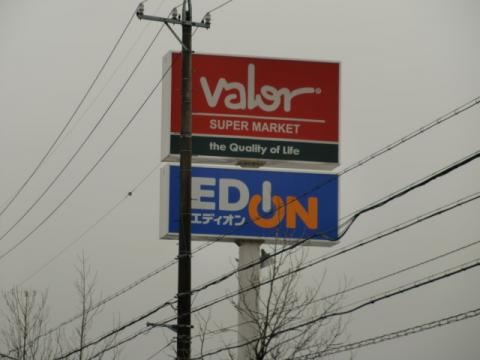 valor®
SUPER MARKET
the Quality of Life
EDION
エディオン